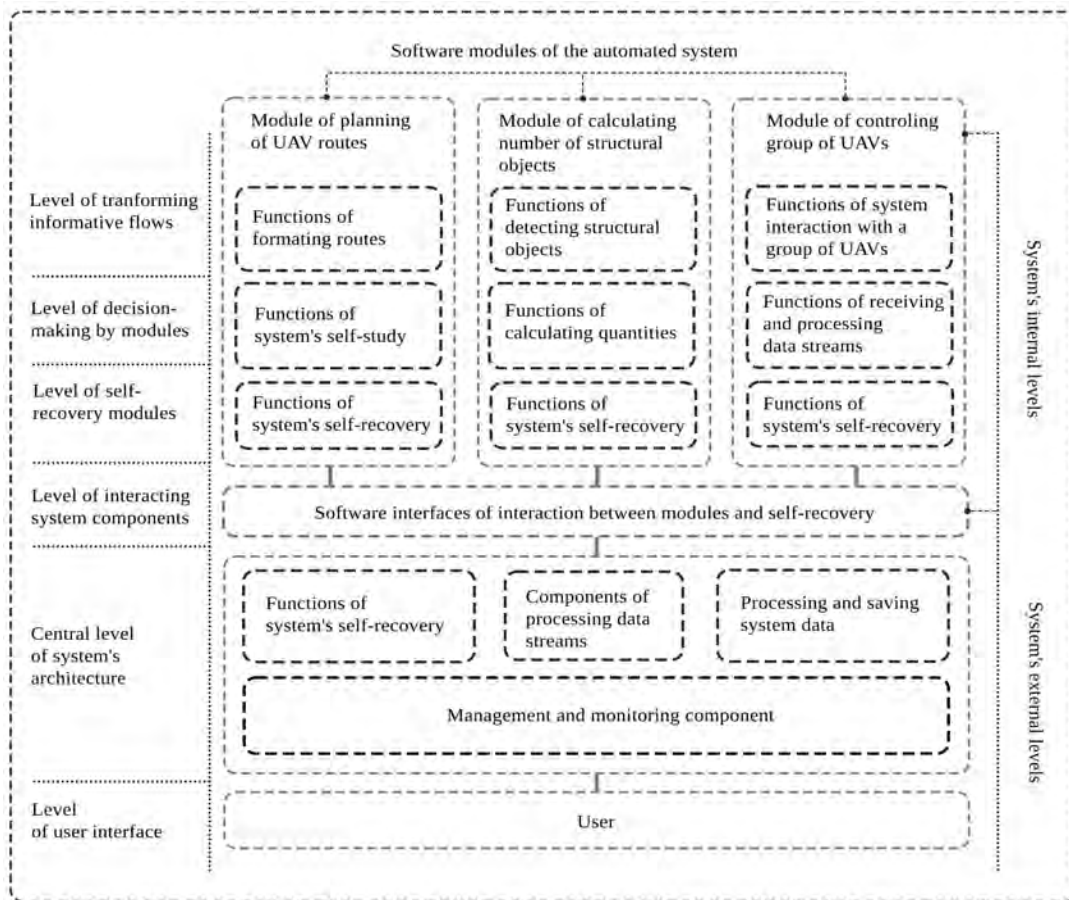 Software modules of the automated system
Module of planning
of UAV routes
Module of calculating
number of structural
objects
Module of controling
group of UAVs
Level of tranforming
informative flows
Functions of
formating routes
Functions of
detecting structural
objects
Functions of system
interaction with a
group of UAVs
Level of decision-
making by modules
Functions of
system's self-study
Functions of
calculating quantities
Functions of receiving
and processing
data streams
Level of self-
recovery modules
Functions of
system's self-recovery
Functions of
system's self-recovery
Functions of
system's self-recovery
System's internal levels
Level of interacting
system components
Software interfaces of interaction between modules and self-recovery
Central level
of system's
architecture
Functions of
system's self-recovery
Components of
processing data
streams
Processing and saving
system data
Management and monitoring component
System's external levels
Level
of user interface
User